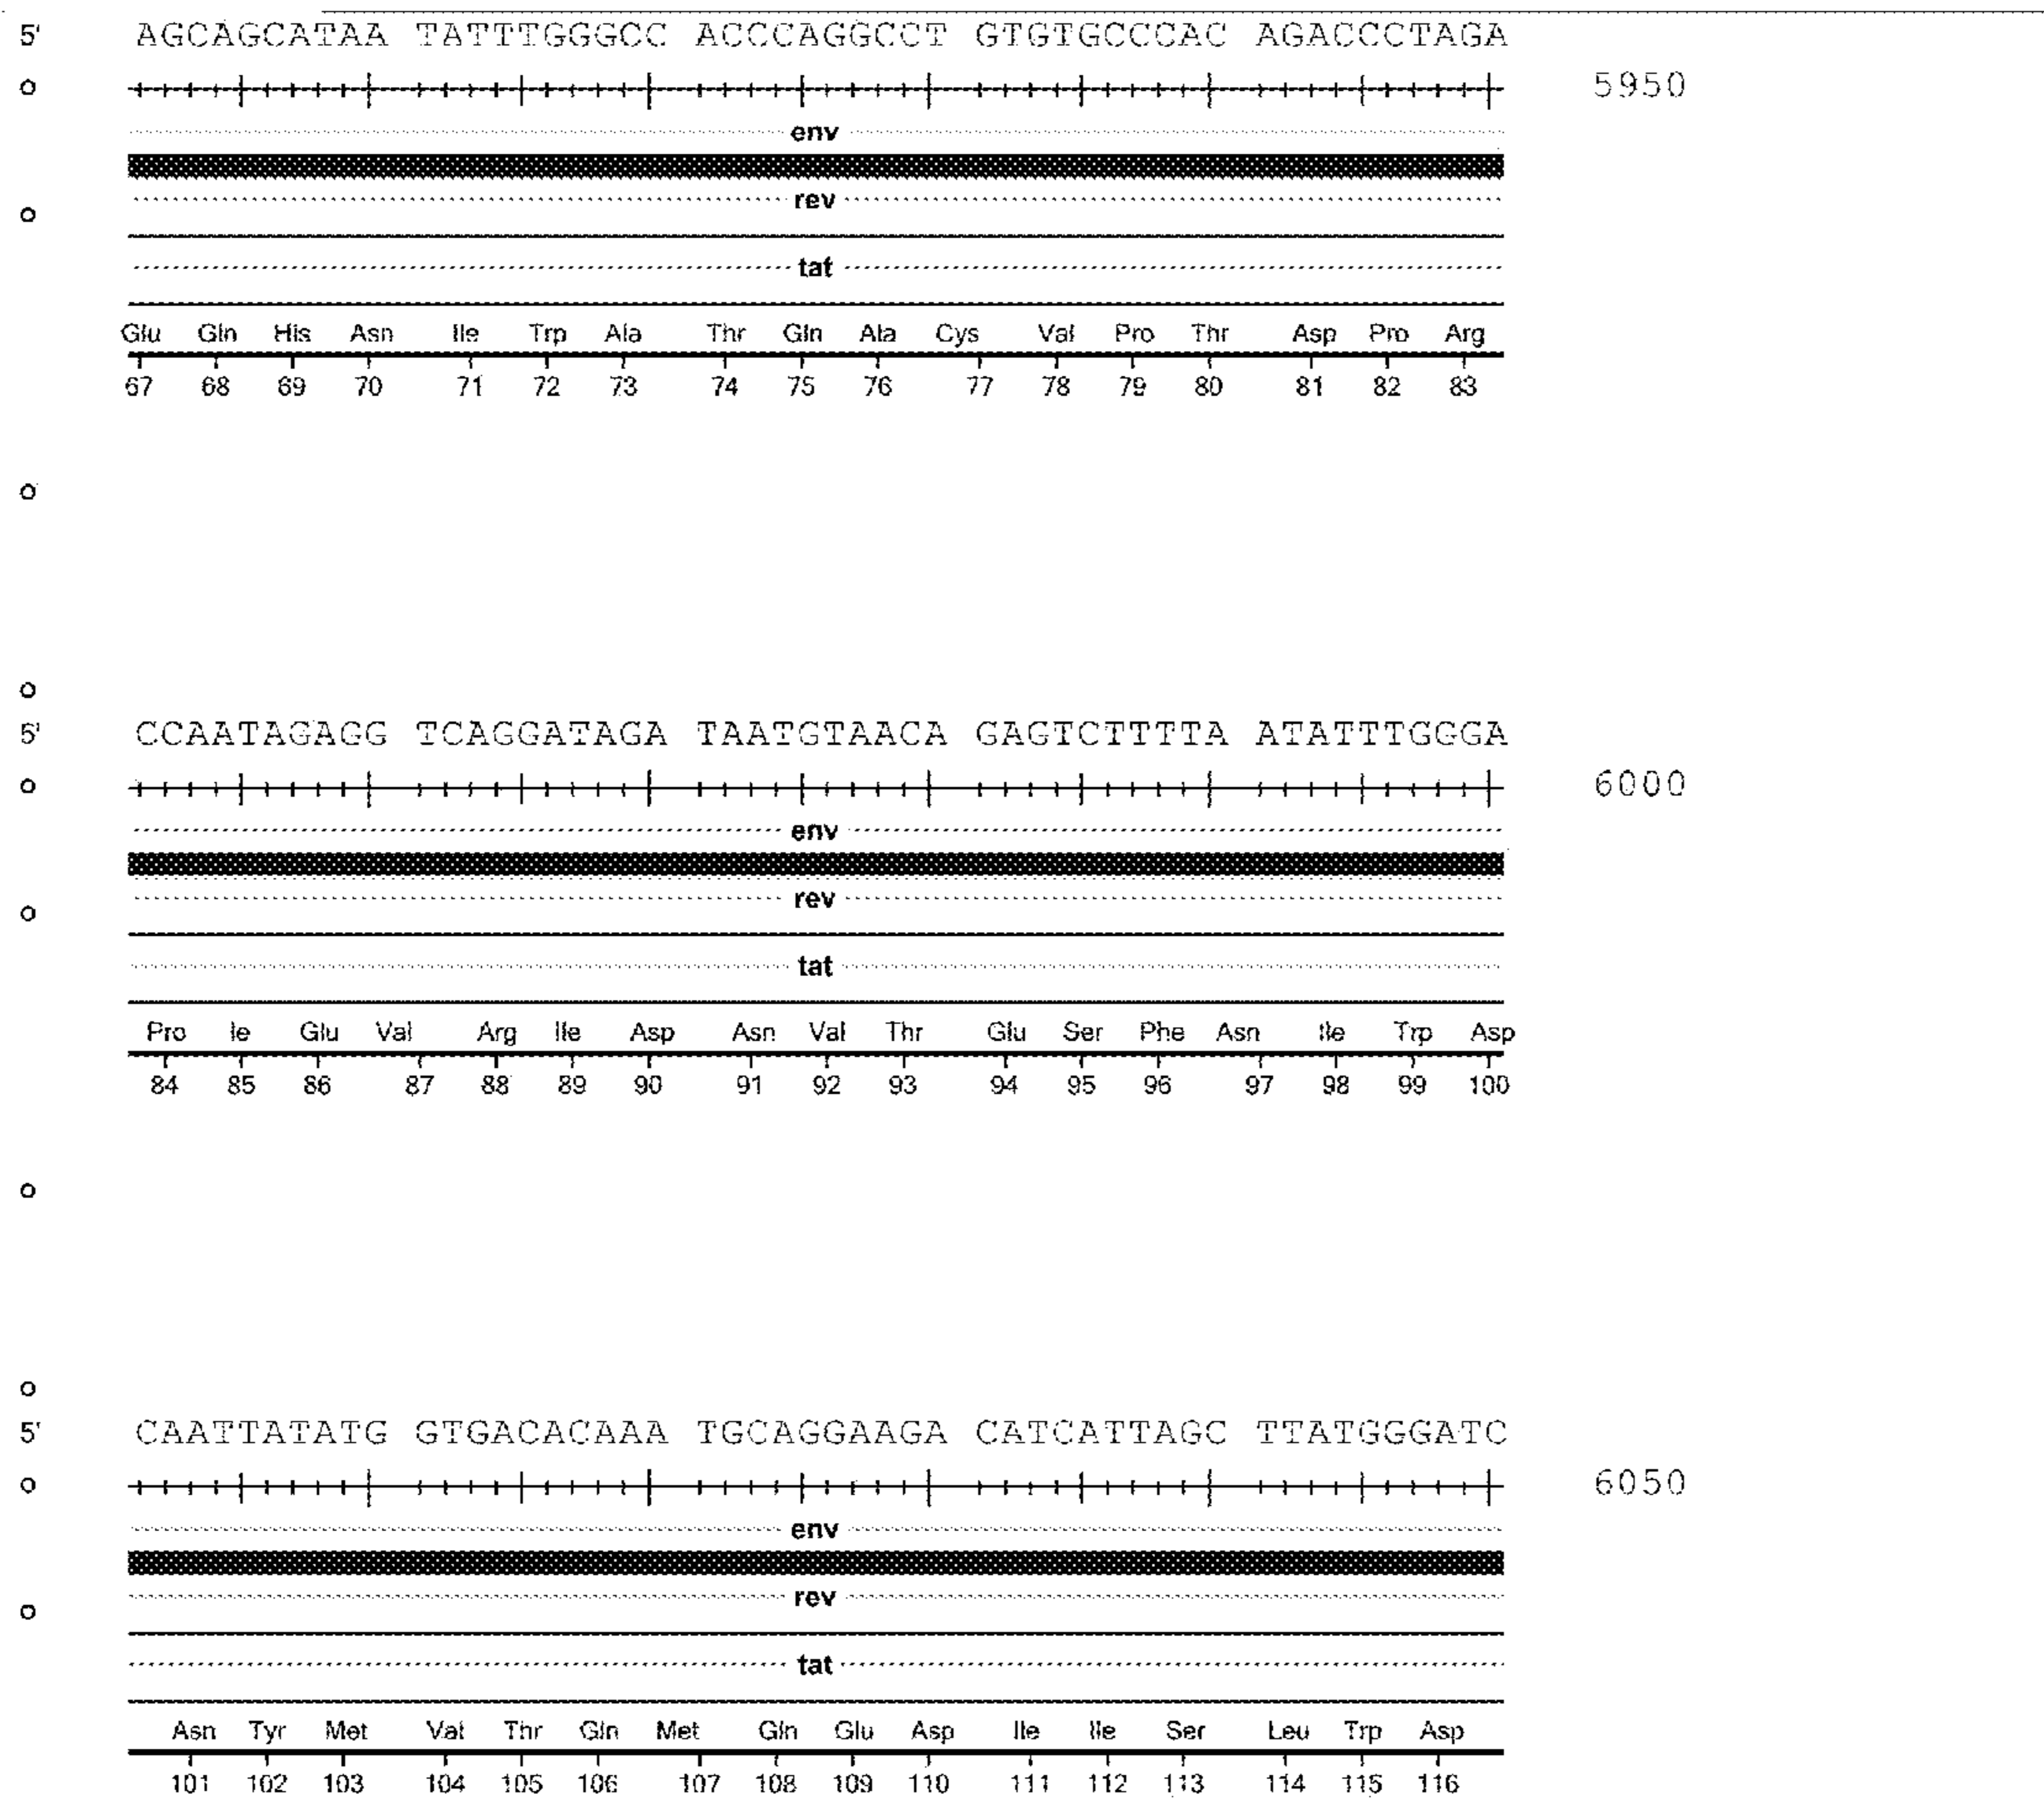 5' AGCAGCATAA TATTTGGGCC ACCCAGGCCT GTGTGCCCAC AGACCCTAGA
5950
env
rev
tat
Glu Gln His Asn Ile Trp Ala Thr Gln Ala Cys Val Pro Thr Asp Pro Arg
67 68 69 70 71 72 73 74 75 76 77 78 79 80 81 82 83
5' CCAATAGAGG TCAGGATAGA TAATGTAACA GAGTCTTTTA ATATTTGGGA
6000
env
rev
tat
Pro Ie Glu Val Arg Ile Asp Asn Val Thr Glu Ser Phe Asn Ile Trp Asp
84 85 86 87 88 89 90 91 92 93 94 95 96 97 98 99 100
5' CAATTATATG GTGACACAAA TGCAGGAAGA CATCATTAGC TTATGGGATC
6050
env
rev
tat
Asn Tyr Met Val Thr Gln Met Gln Glu Asp Ile Ile Ser Leu Trp Asp
101 102 103 104 105 106 107 108 109 110 111 112 113 114 115 116